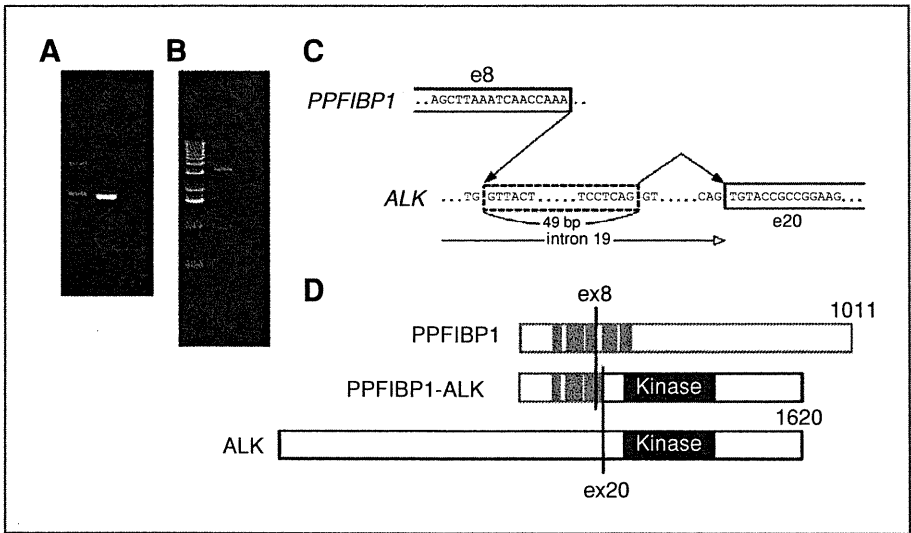 A
B
C
e8
PPFIBP1
..AGCTTAAATCAACCAAA..
ALK
....TG GTTACT.....TCCTCAG GT.....CAG TGTACCGCCGGAAG...
49 bp
e20
intron 19
D
ex8
1011
PPFIBP1
PPFIBP1-ALK
Kinase
1620
ALK
Kinase
ex20